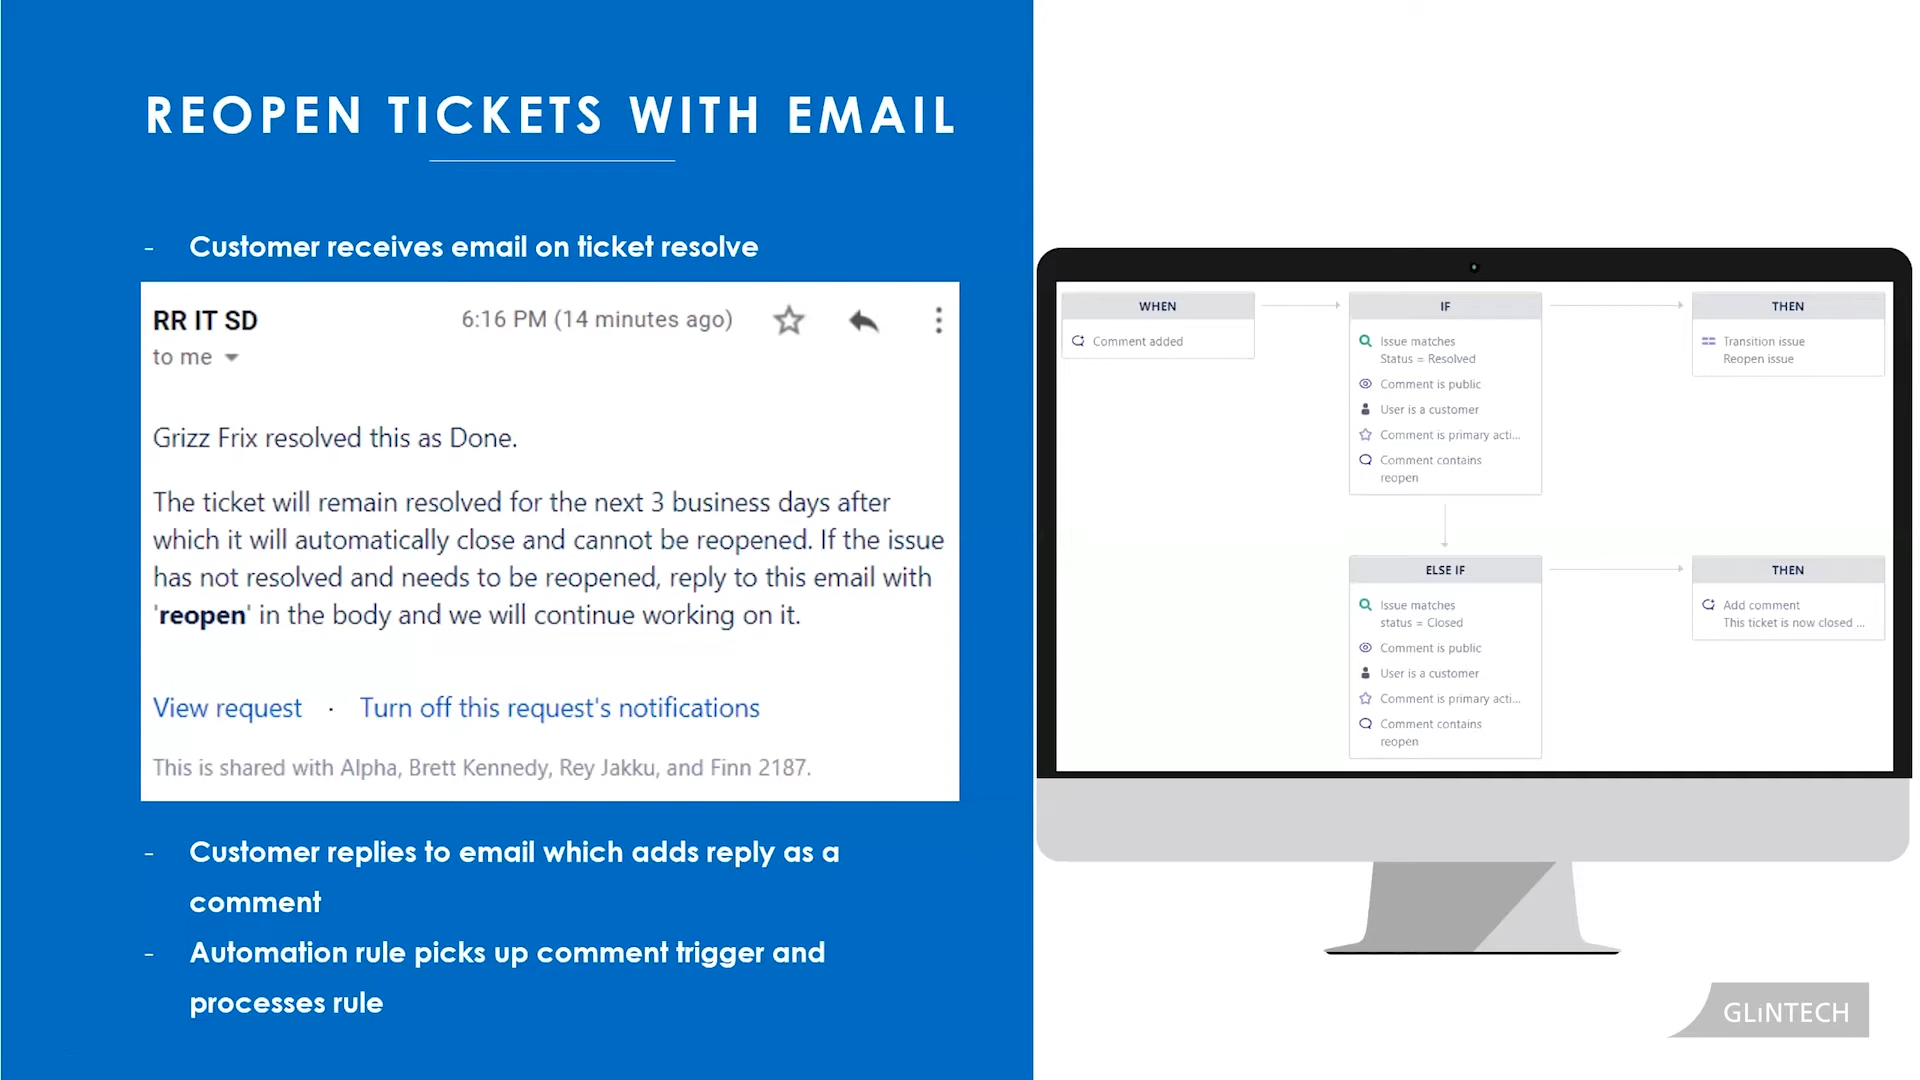 REOPEN TICKETS WITH EMAIL
- Customer receives email on ticket resolve
RR IT SD
6:16 PM (14 minutes ago)
to me
Grizz Frix resolved this as Done.
The ticket will remain resolved for the next 3 business days after
which it will automatically close and cannot be reopened. If the issue
has not resolved and needs to be reopened, reply to this email with
'reopen' in the body and we will continue working on it.
View request · Turn off this request's notifications
This is shared with Alpha, Brett Kennedy, Rey Jakku, and Finn 2187.
- Customer replies to email which adds reply as a
comment
- Automation rule picks up comment trigger and
processes rule
WHEN
Comment added
IF
Issue matches
Status = Resolved
Comment is public
User is a customer
Comment is primary acti...
Comment contains
reopen
THEN
Transition issue
Reopen issue
ELSE IF
Issue matches
status = Closed
Comment is public
User is a customer
Comment is primary acti...
Comment contains
reopen
THEN
Add comment
This ticket is now closed ...
GLiNTECH